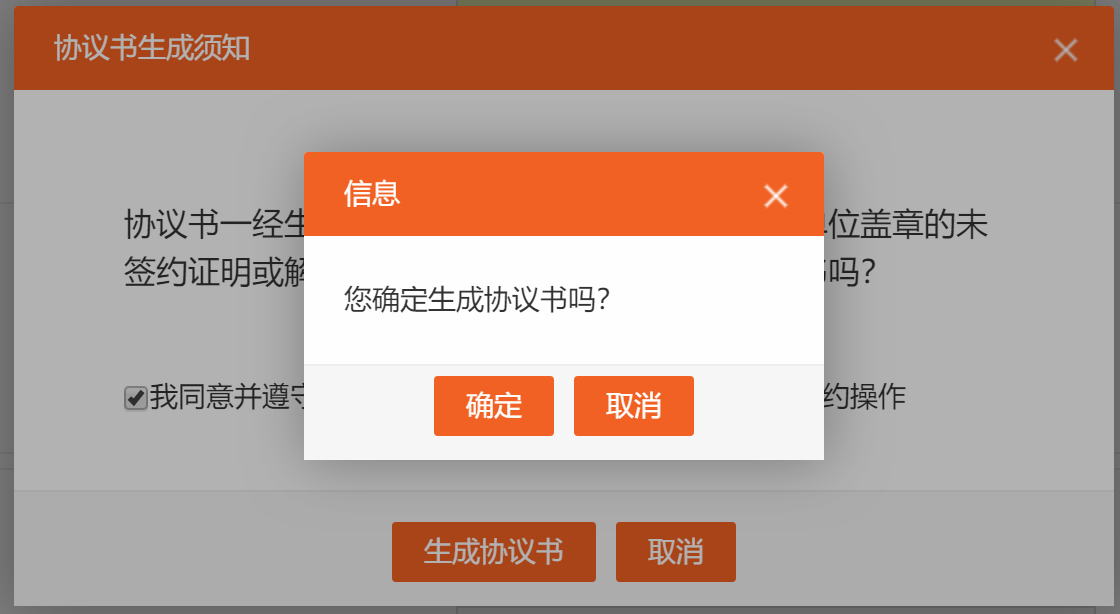 协议书生成须知
信息
协议书一经生
位盖章的未
签约证明或解
吗？
您确定生成协议书吗？
我同意并遵守
约操作
确定
取消
生成协议书
取消